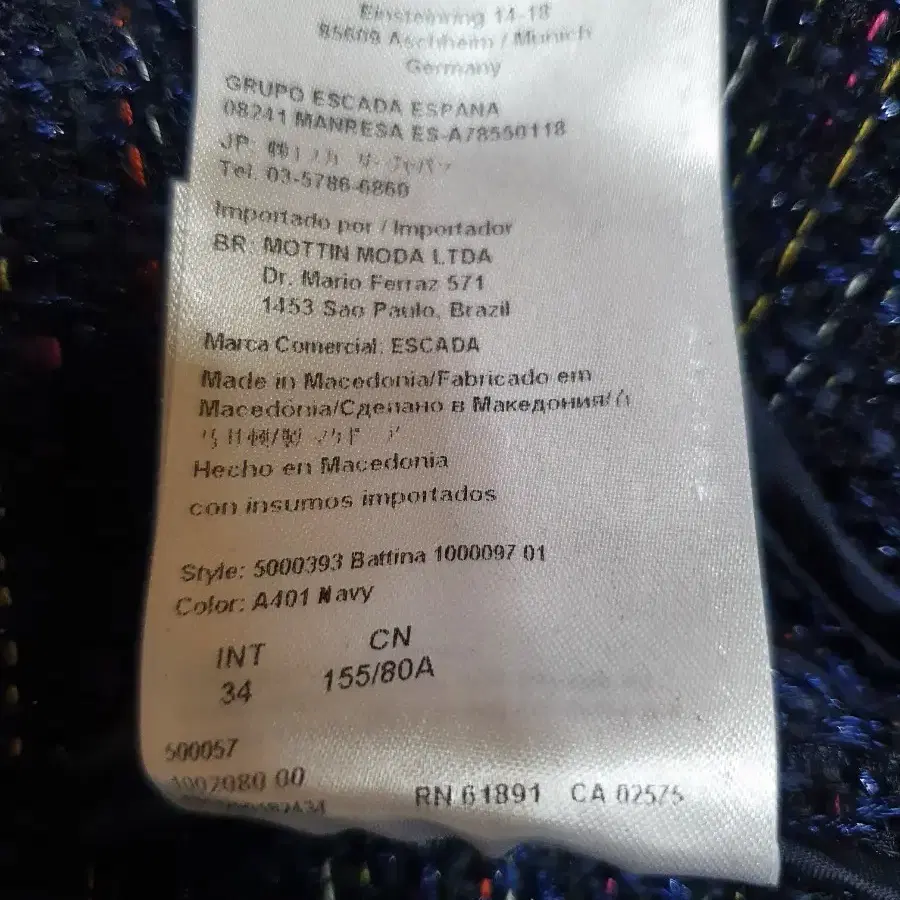 Einsteinring 14-18
85609 Aschheim / Munich
Germany
GRUPO ESCADA ESPANA
08241 MANRESA ES-A78550118
JP:
Tel. 03-5786-6860
Importado por / Importador
BR: MOTTIN MODA LTDA
Dr. Mario Ferraz 571
1453 Sao Paulo, Brazil
Marca Comercial: ESCADA
Made in Macedonia/Fabricado em
Macedónia/Сделано в Македония/
Hecho en Macedonia
con insumos importados
Style: 5000393 Battina 1000097 01
Color: A401 Navy
INT CN
34 155/80A
500057
1002080 00
RN 61891 CA 02575